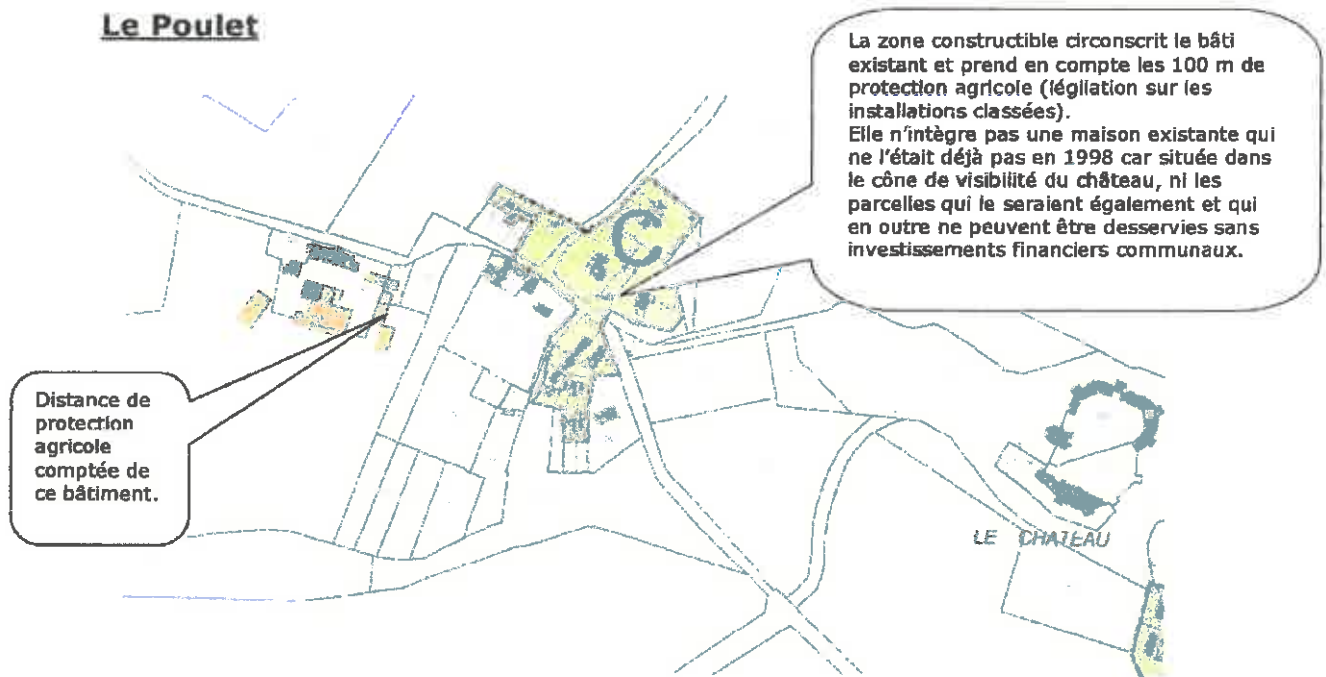 Le Poulet
La zone constructible circonscrit le bâti
existant et prend en compte les 100 m de
protection agricole (légilation sur les
installations classées).
Elle n'intègre pas une maison existante qui
ne l'était déjà pas en 1998 car située dans
le cône de visibilité du château, ni les
parcelles qui le seraient également et qui
en outre ne peuvent être desservies sans
investissements financiers communaux.
C
Distance de
protection
agricole
comptée de
ce bâtiment.
LE CHATEAU